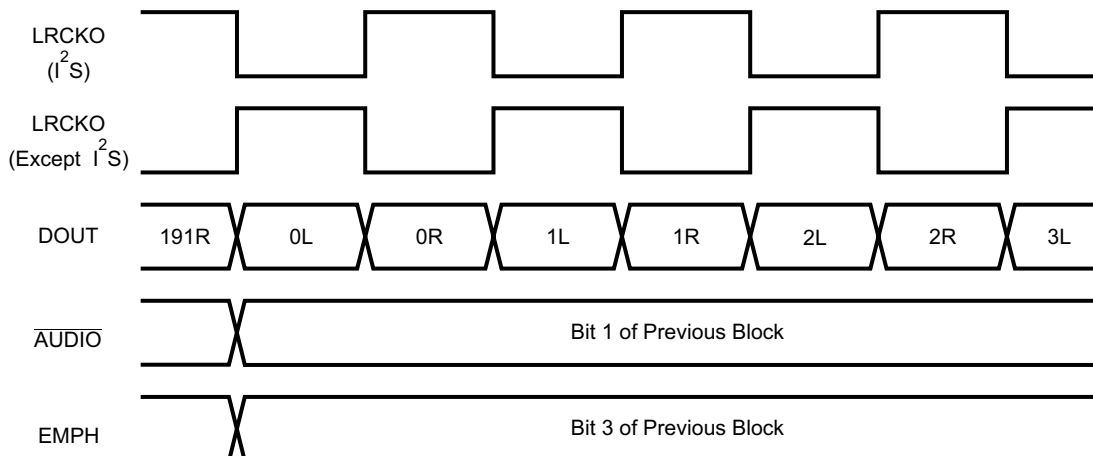 LRCKO
(I²S)
LRCKO
(Except I²S)
DOUT 191R 0L 0R 1L 1R 2L 2R 3L
AUDIO Bit 1 of Previous Block
EMPH Bit 3 of Previous Block